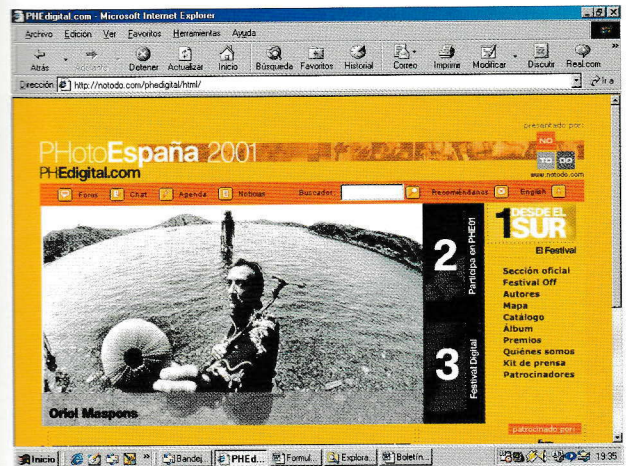 PHEdigital.com - Microsoft Internet Explorer
Archivo Edición Ver Favoritos Herramientas Ayuda
Atrás Adelante Detener Actualizar Inicio Búsqueda Favoritos Historial Correo Imprimir Modificar Discutir Real.com
Dirección http://notodo.com/phedigital/html/ Ir a
presentado por:
NO
TO DO
www.notodo.com
PHotoEspaña 2001
PHEdigital.com
Foros Chat Agenda Noticias Buscador: Recomiéndanos English
1 DESDE EL
SUR
El Festival
Sección oficial
Festival Off
Autores
Mapa
Catálogo
Álbum
Premios
Quiénes somos
Kit de prensa
Patrocinadores
patrocinado por:
2 Participa en PHE01
3 Festival Digital
Oriol Maspons
Inicio Bandej... PHEd... Formul... Explora... Boletín... 19:35